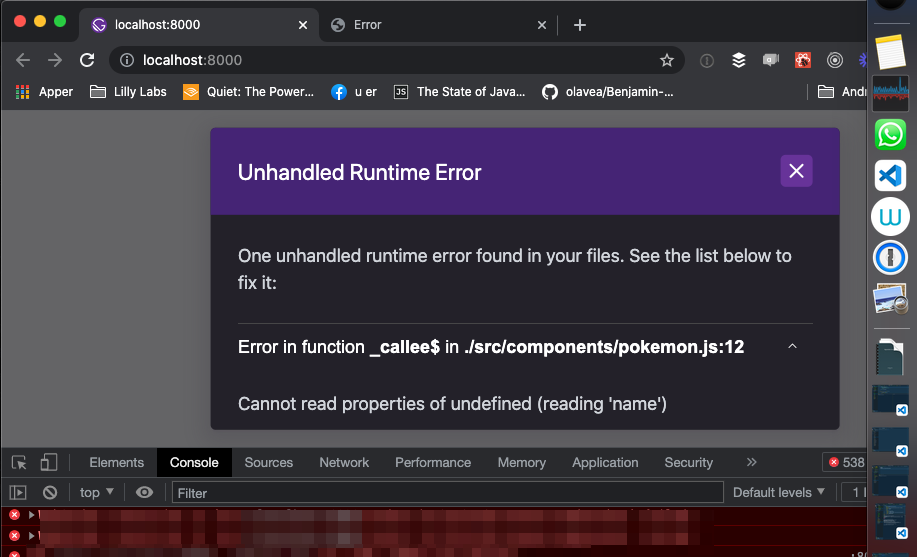 localhost:8000
Error
localhost:8000
Apper
Lilly Labs
Quiet: The Power...
u er
JS
The State of Java...
olavea/Benjamin-...
Unhandled Runtime Error
One unhandled runtime error found in your files. See the list below to
fix it:
Error in function _callee$ in ./src/components/pokemon.js:12
Cannot read properties of undefined (reading 'name')
Elements
Console
Sources
Network
Performance
Memory
Application
Security
538
top
Filter
Default levels